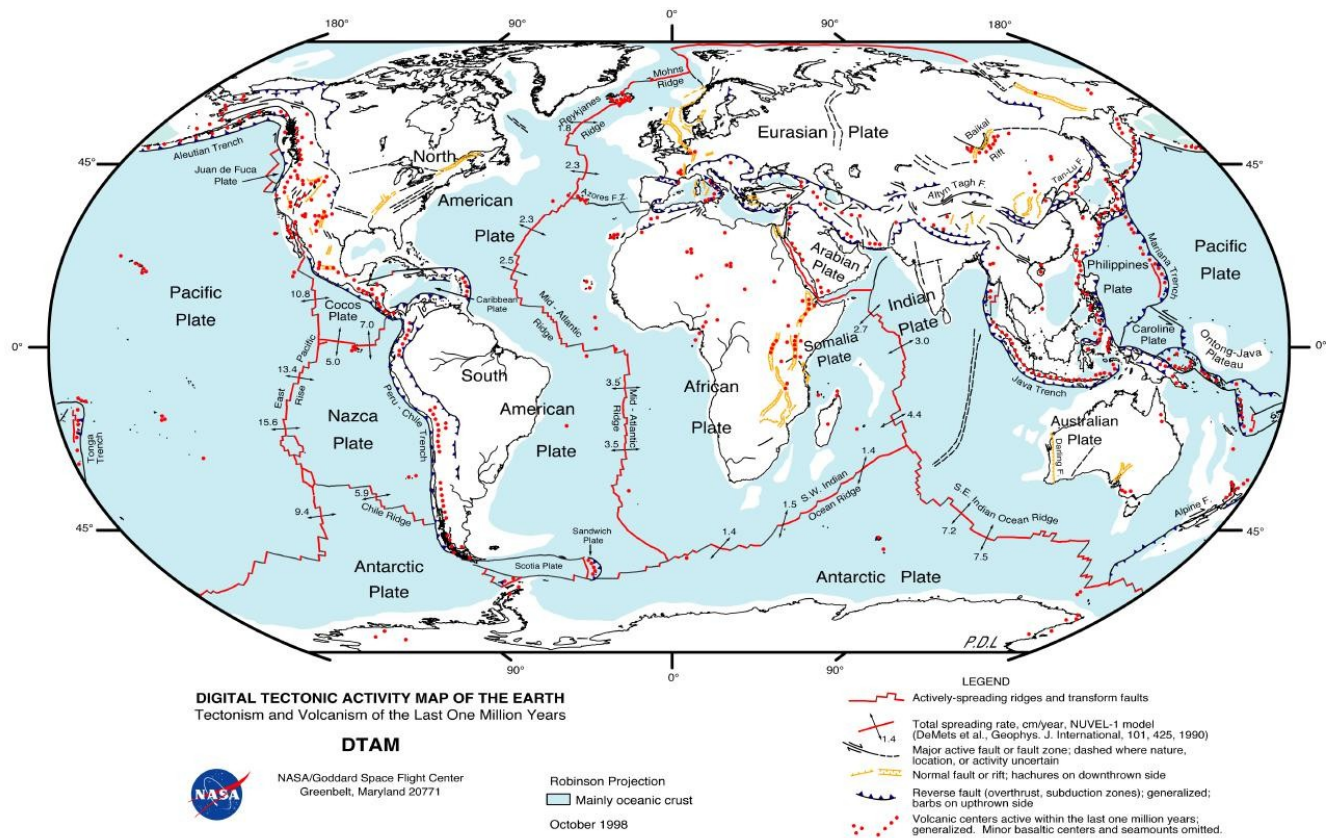 180°
90°
0°
90°
180°
Mohns
Ridge
Reykjanes
Ridge
1.8
Eurasian Plate
Baikal
Rift
Aleutian Trench
45°
Juan de Fuca
Plate
North
American
Plate
2.3
Azores F.Z.
Altyn Tagh F.
Tan-Lu F.
45°
2.3
2.5
Arabian
Plate
Philippines
Plate
Mariana Trench
Pacific
Plate
Pacific
Plate
10.8
Cocos
Plate
7.0
5.0
Caribbean
Plate
Mid - Atlantic
Ridge
Indian
Plate
2.7
3.0
Somalia
Plate
Caroline
Plate
Ontong-Java
Plateau
0°
0°
13.4
East Pacific
Rise
15.6
South
American
Plate
Peru - Chile Trench
Nazca
Plate
3.5
Mid - Atlantic
Ridge
3.5
African
Plate
4.4
Java Trench
Australian
Plate
Darling F.
Tonga
Trench
1.4
S.W. Indian
Ocean Ridge
1.5
1.4
S.E. Indian Ocean Ridge
7.2
7.5
Alpine F.
45°
45°
5.9
Chile Ridge
9.4
Sandwich
Plate
Scotia Plate
Antarctic
Plate
Antarctic Plate
P.D.L
90°
0°
90°
DIGITAL TECTONIC ACTIVITY MAP OF THE EARTH
Tectonism and Volcanism of the Last One Million Years
DTAM
NASA
NASA/Goddard Space Flight Center
Greenbelt, Maryland 20771
Robinson Projection
Mainly oceanic crust
October 1998
LEGEND
Actively-spreading ridges and transform faults
1.4
Total spreading rate, cm/year, NUVEL-1 model
(DeMets et al., Geophys. J. International, 101, 425, 1990)
Major active fault or fault zone; dashed where nature,
location, or activity uncertain
Normal fault or rift; hachures on downthrown side
Reverse fault (overthrust, subduction zones); generalized;
barbs on upthrown side
Volcanic centers active within the last one million years;
generalized. Minor basaltic centers and seamounts omitted.